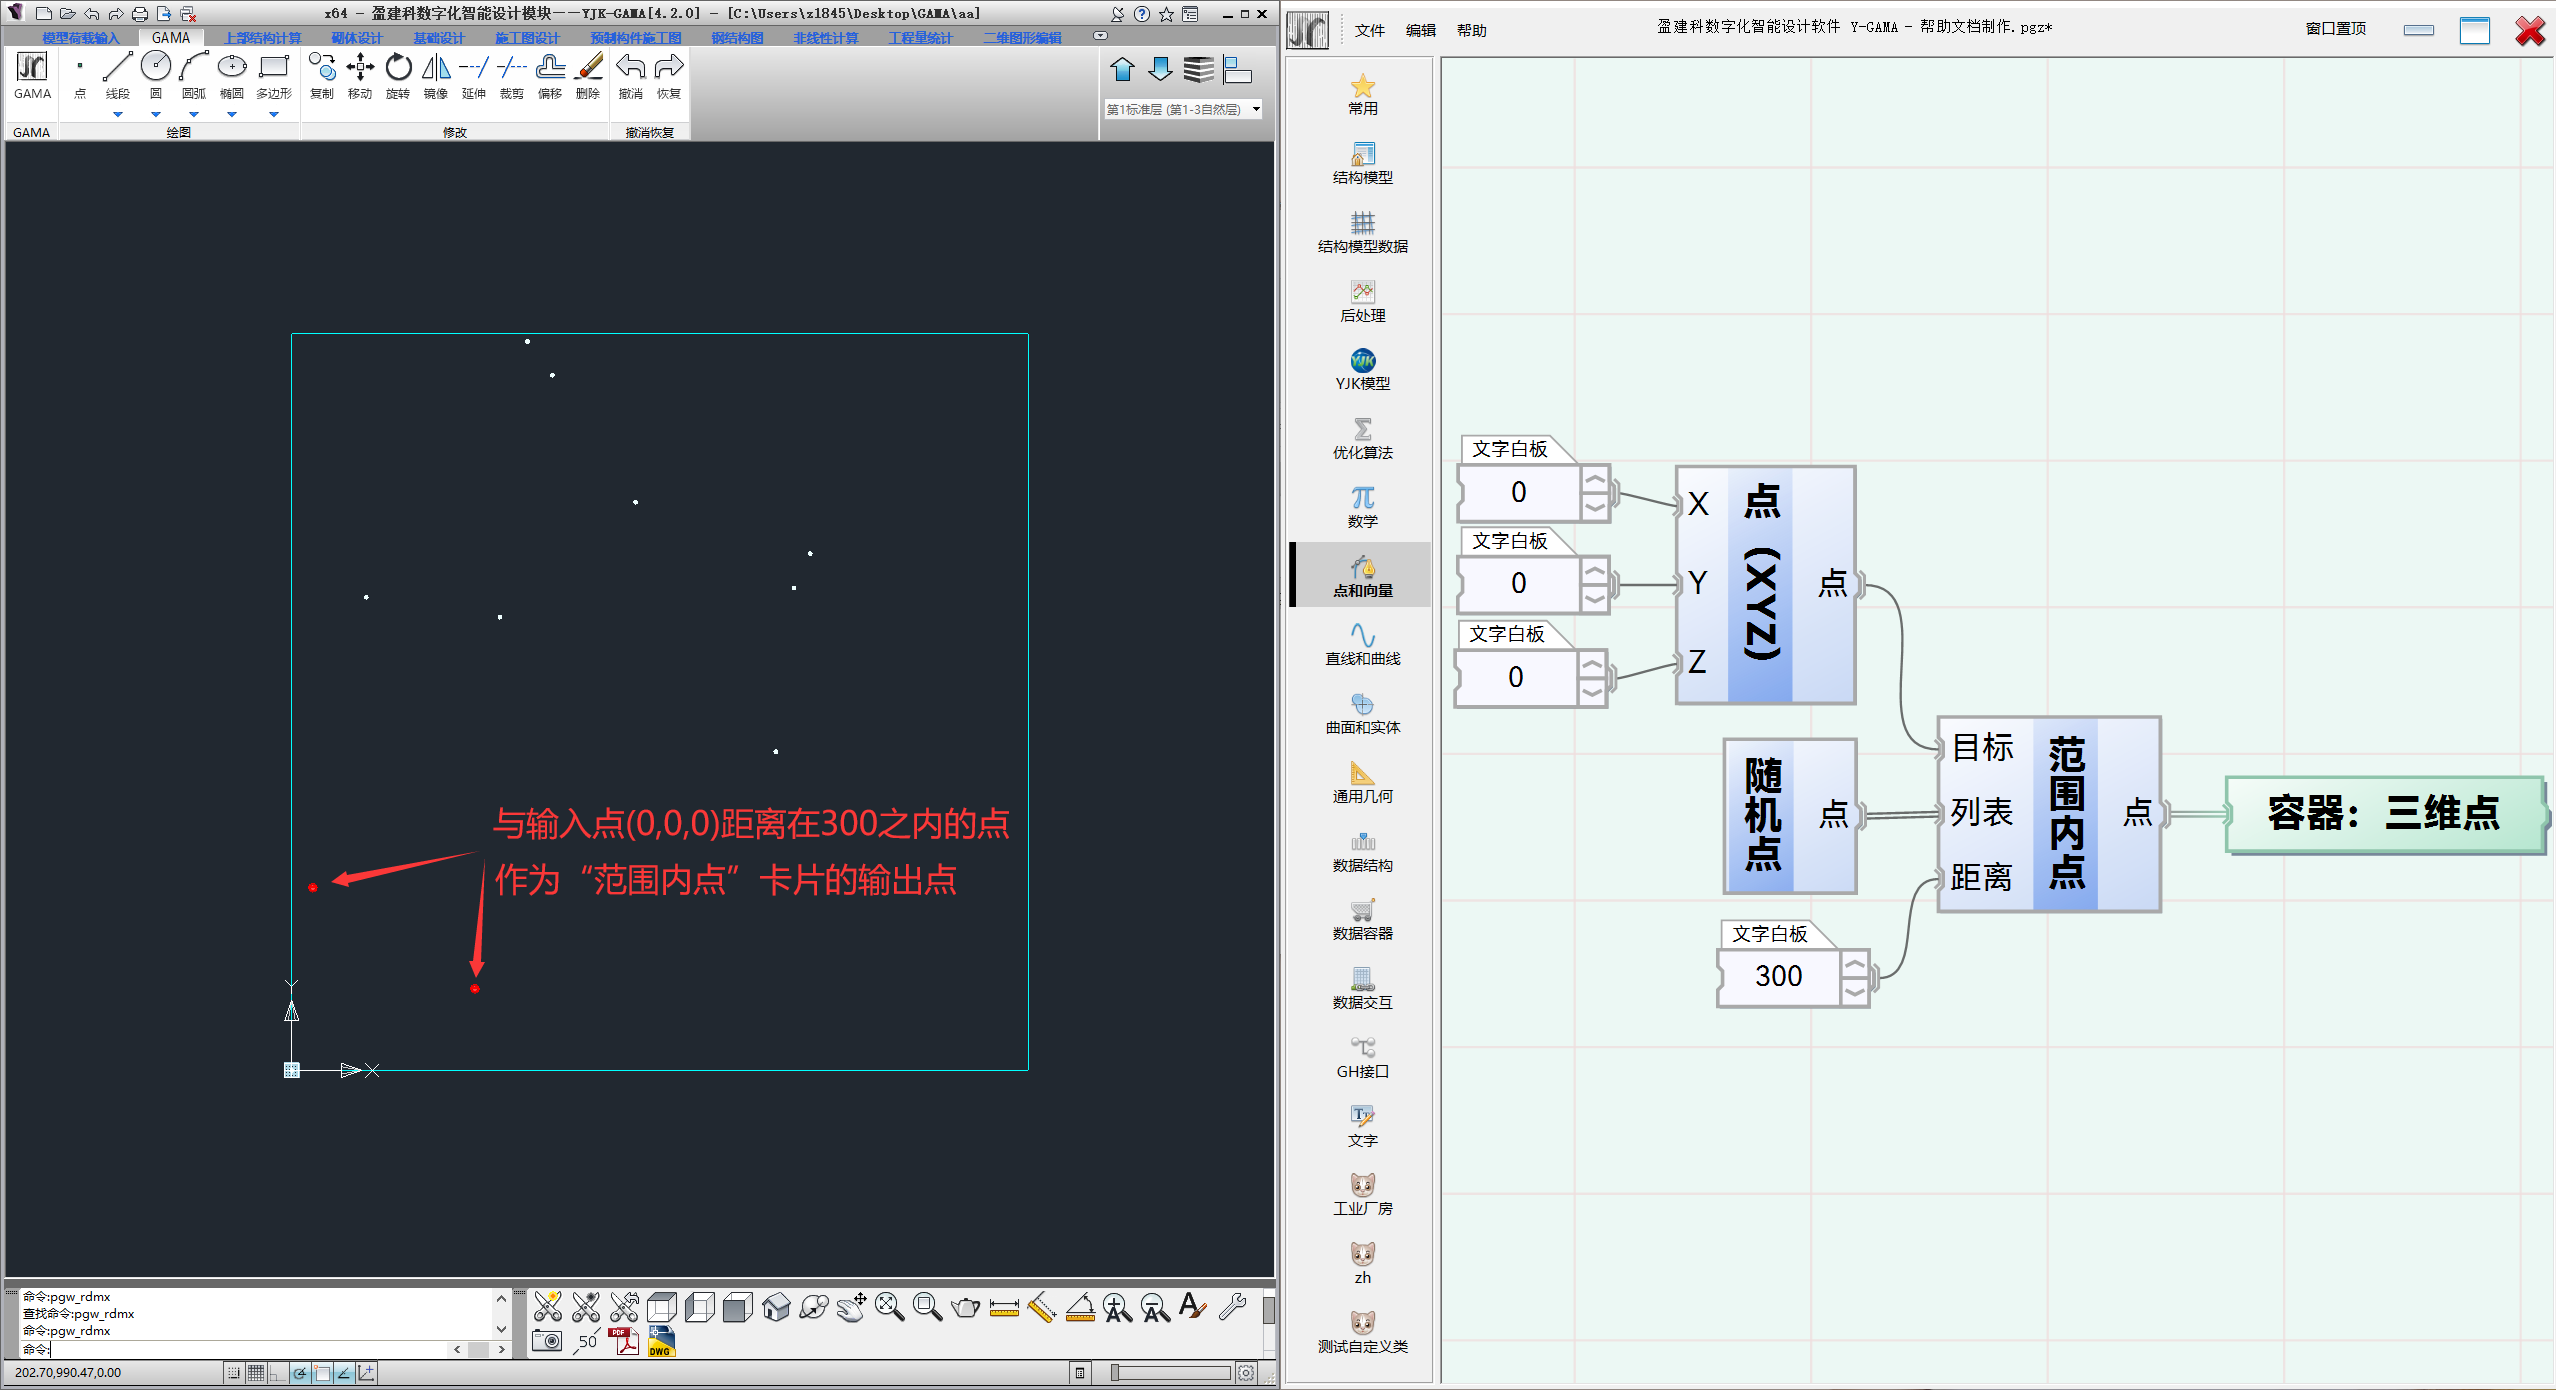 x64 - 盈建科数字化智能设计模块——YJK-GAMA[4.2.0] - [C:\Users\z1845\Desktop\GAMA\aa]
模型荷载输入 GAMA 上部结构计算 砌体设计 基础设计 施工图设计 预制构件施工图 钢结构图 非线性计算 工程量统计 二维图形编辑
GAMA 点 线段 圆 圆弧 椭圆 多边形 复制 移动 旋转 镜像 延伸 裁剪 偏移 删除 撤消 恢复
第1标准层 (第1-3自然层)
GAMA 绘图 修改 撤消恢复
与输入点(0,0,0)距离在300之内的点
作为“范围内点”卡片的输出点
Y
X
命令:pgw_rdmx
查找命令:pgw_rdmx
命令:pgw_rdmx
命令:
50
PDF
DWG
202.70,990.47,0.00
文件 编辑 帮助
盈建科数字化智能设计软件 Y-GAMA - 帮助文档制作.pgz*
窗口置顶
常用
结构模型
结构模型数据
后处理
YJK
YJK模型
优化算法
数学
点和向量
直线和曲线
曲面和实体
通用几何
数据结构
数据容器
数据交互
GH接口
文字
工业厂房
zh
测试自定义类
文字白板
0
文字白板
0
文字白板
0
X
Y
Z
点（XYZ）
点
随机点
点
文字白板
300
目标
列表
距离
范围内点
点
容器：三维点